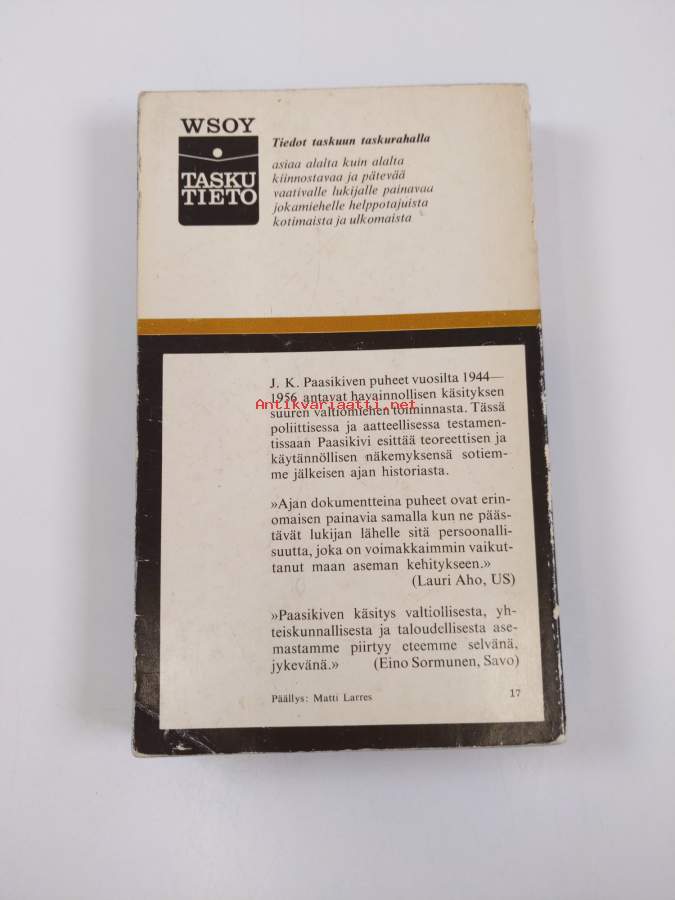 WSOY
TASKU
TIETO
Tiedot taskuun taskurahalla
asiaa alalta kuin alalta
kiinnostavaa ja pätevää
vaativalle lukijalle painavaa
jokamiehelle helppotajuista
kotimaista ja ulkomaista
J. K. Paasikiven puheet vuosilta 1944—
1956 antavat havainnollisen käsityksen
Antikvariaatti.net
suuren valtiomiehen toiminnasta. Tässä
poliittisessa ja aatteellisessa testamen-
tissaan Paasikivi esittää teoreettisen ja
käytännöllisen näkemyksensä sotiem-
me jälkeisen ajan historiasta.
»Ajan dokumentteina puheet ovat erin-
omaisen painavia samalla kun ne pääs-
tävät lukijan lähelle sitä persoonalli-
suutta, joka on voimakkaimmin vaikut-
tanut maan aseman kehitykseen.»
(Lauri Aho, US)
»Paasikiven käsitys valtiollisesta, yh-
teiskunnallisesta ja taloudellisesta ase-
mastamme piirtyy eteemme selvänä,
jykevänä.» (Eino Sormunen, Savo)
Päällys: Matti Larres 17